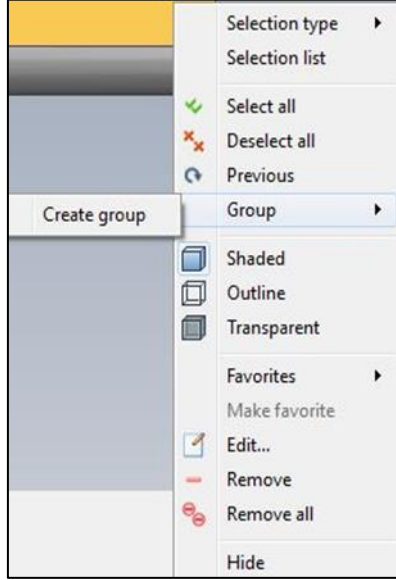 Selection type
Selection list
Select all
Deselect all
Previous
Create group
Group
Shaded
Outline
Transparent
Favorites
Make favorite
Edit...
Remove
Remove all
Hide